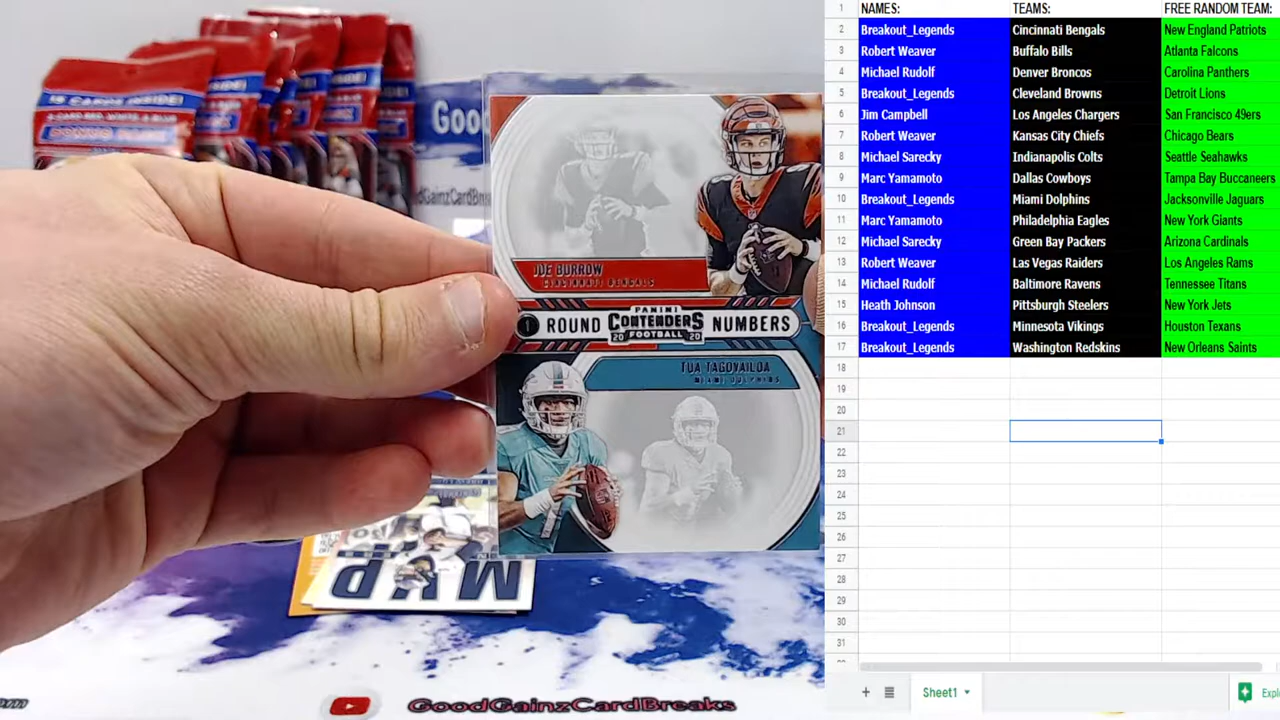 15 CARDS INSIDE!
Good
GoodGainzCardBreaks
JOE BURROW
CINCINNATI BENGALS
1 ROUND PANINI CONTENDERS 2020 FOOTBALL NUMBERS
TUA TAGOVAILOA
MIAMI DOLPHINS
MVP
GoodGainzCardBreaks
1 NAMES: TEAMS: FREE RANDOM TEAM:
2 Breakout_Legends Cincinnati Bengals New England Patriots
3 Robert Weaver Buffalo Bills Atlanta Falcons
4 Michael Rudolf Denver Broncos Carolina Panthers
5 Breakout_Legends Cleveland Browns Detroit Lions
6 Jim Campbell Los Angeles Chargers San Francisco 49ers
7 Robert Weaver Kansas City Chiefs Chicago Bears
8 Michael Sarecky Indianapolis Colts Seattle Seahawks
9 Marc Yamamoto Dallas Cowboys Tampa Bay Buccaneers
10 Breakout_Legends Miami Dolphins Jacksonville Jaguars
11 Marc Yamamoto Philadelphia Eagles New York Giants
12 Michael Sarecky Green Bay Packers Arizona Cardinals
13 Robert Weaver Las Vegas Raiders Los Angeles Rams
14 Michael Rudolf Baltimore Ravens Tennessee Titans
15 Heath Johnson Pittsburgh Steelers New York Jets
16 Breakout_Legends Minnesota Vikings Houston Texans
17 Breakout_Legends Washington Redskins New Orleans Saints
18
19
20
21
22
23
24
25
26
27
28
29
30
31
+ Sheet1 Explo